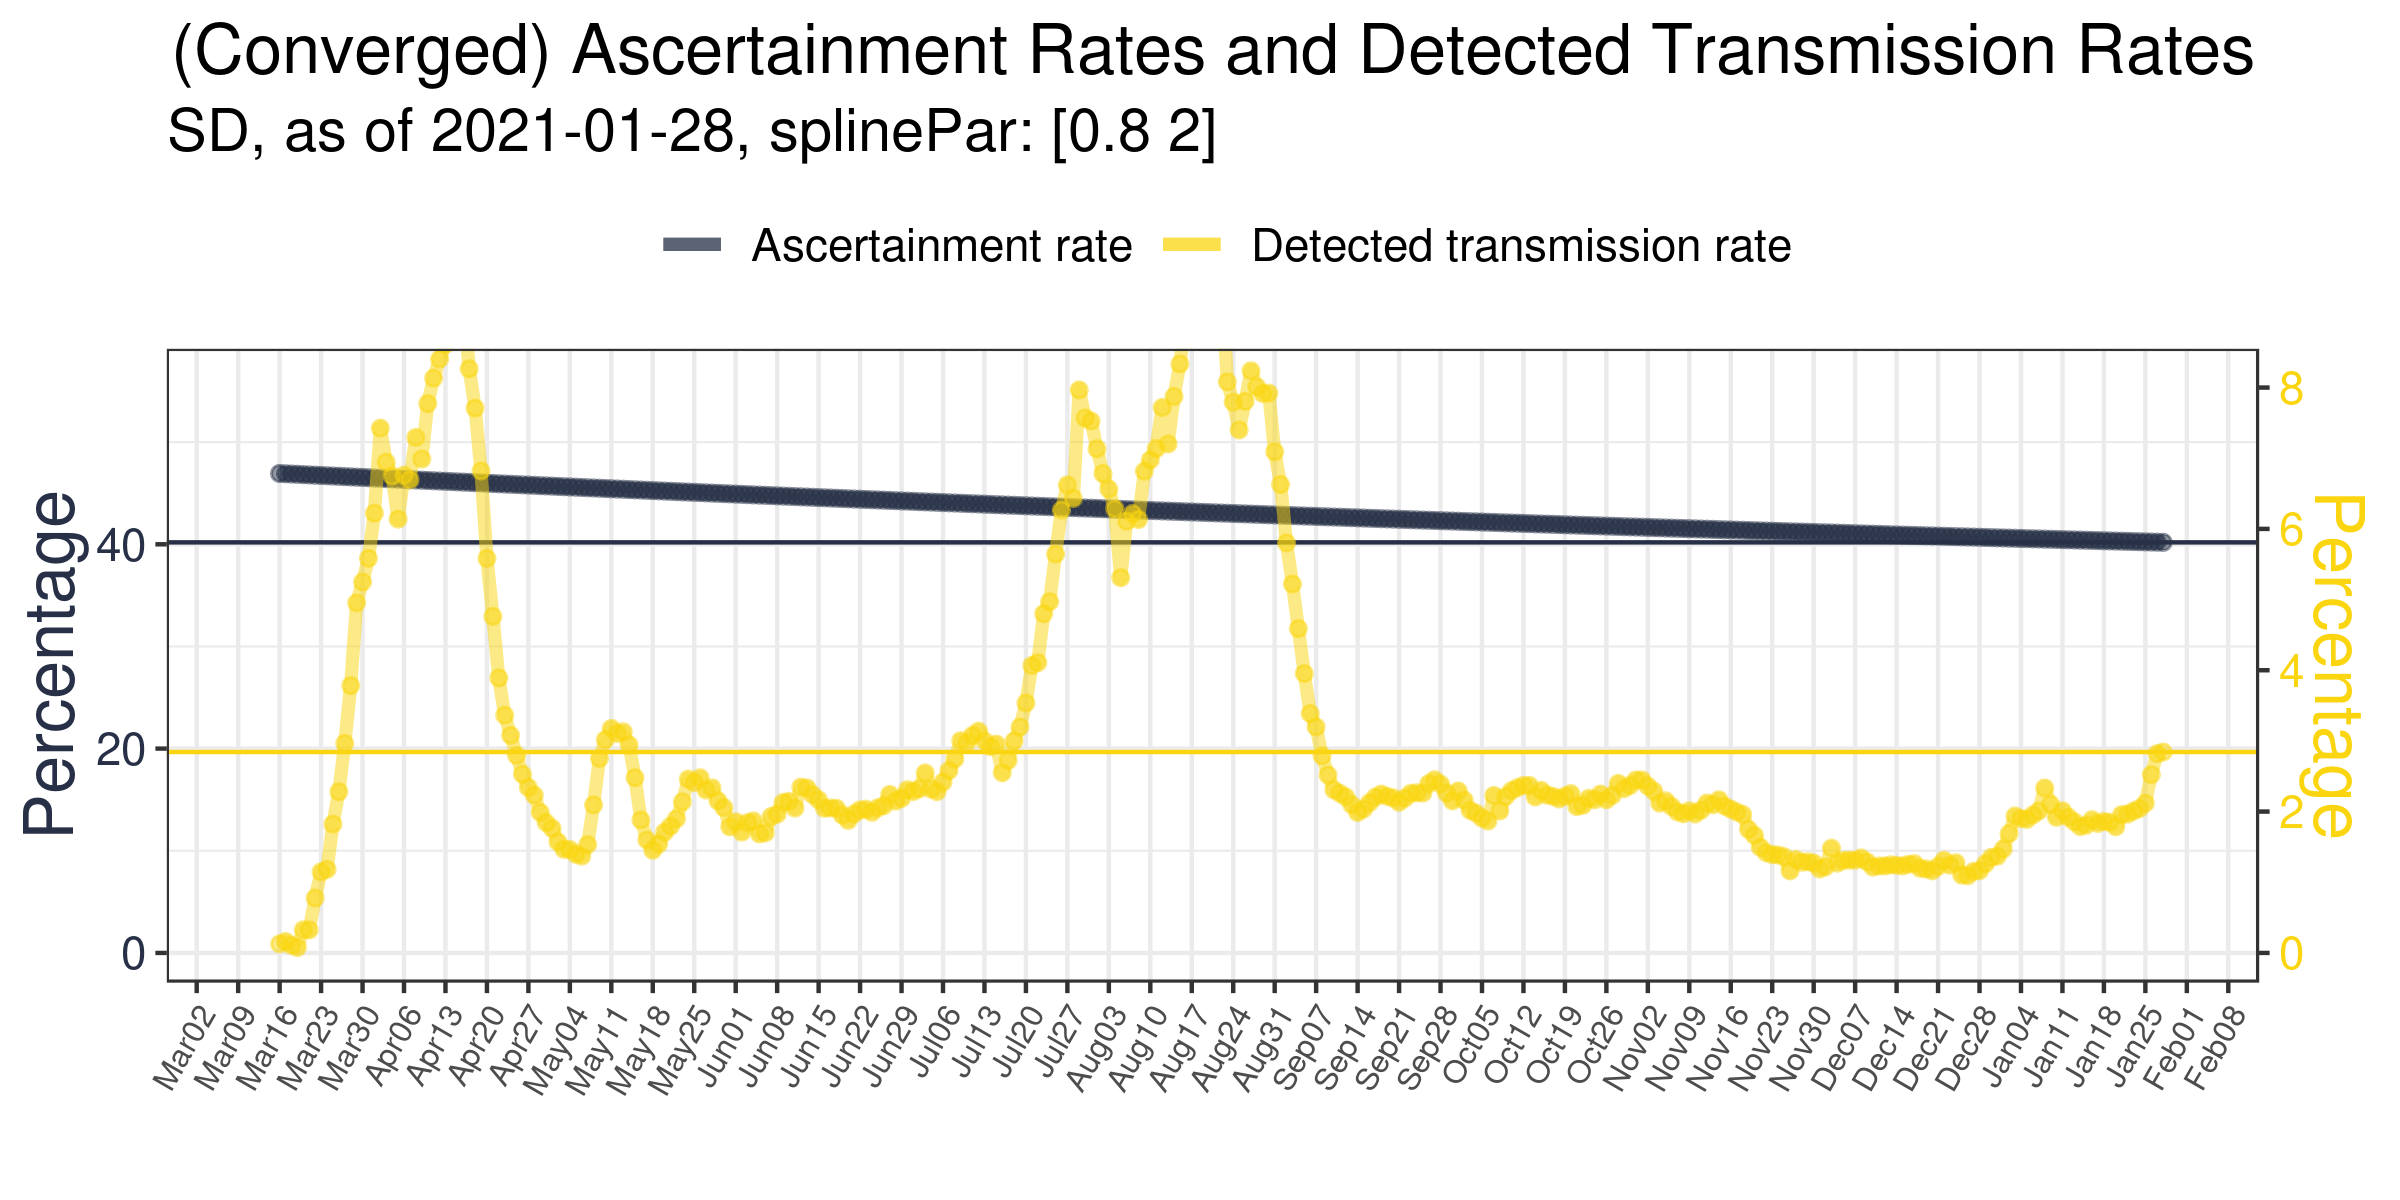 (Converged) Ascertainment Rates and Detected Transmission Rates
SD, as of 2021-01-28, splinePar: [0.8 2]
Ascertainment rate
Detected transmission rate
Percentage
40
20
0
8
6
4
2
0
Percentage
Mar02
Mar09
Mar16
Mar23
Mar30
Apr06
Apr13
Apr20
Apr27
May04
May11
May18
May25
Jun01
Jun08
Jun15
Jun22
Jun29
Jul06
Jul13
Jul20
Jul27
Aug03
Aug10
Aug17
Aug24
Aug31
Sep07
Sep14
Sep21
Sep28
Oct05
Oct12
Oct19
Oct26
Nov02
Nov09
Nov16
Nov23
Nov30
Dec07
Dec14
Dec21
Dec28
Jan04
Jan11
Jan18
Jan25
Feb01
Feb08